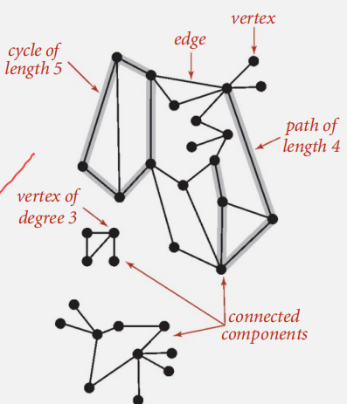 vertex
edge
cycle of
length 5
path of
length 4
vertex of
degree 3
connected
components